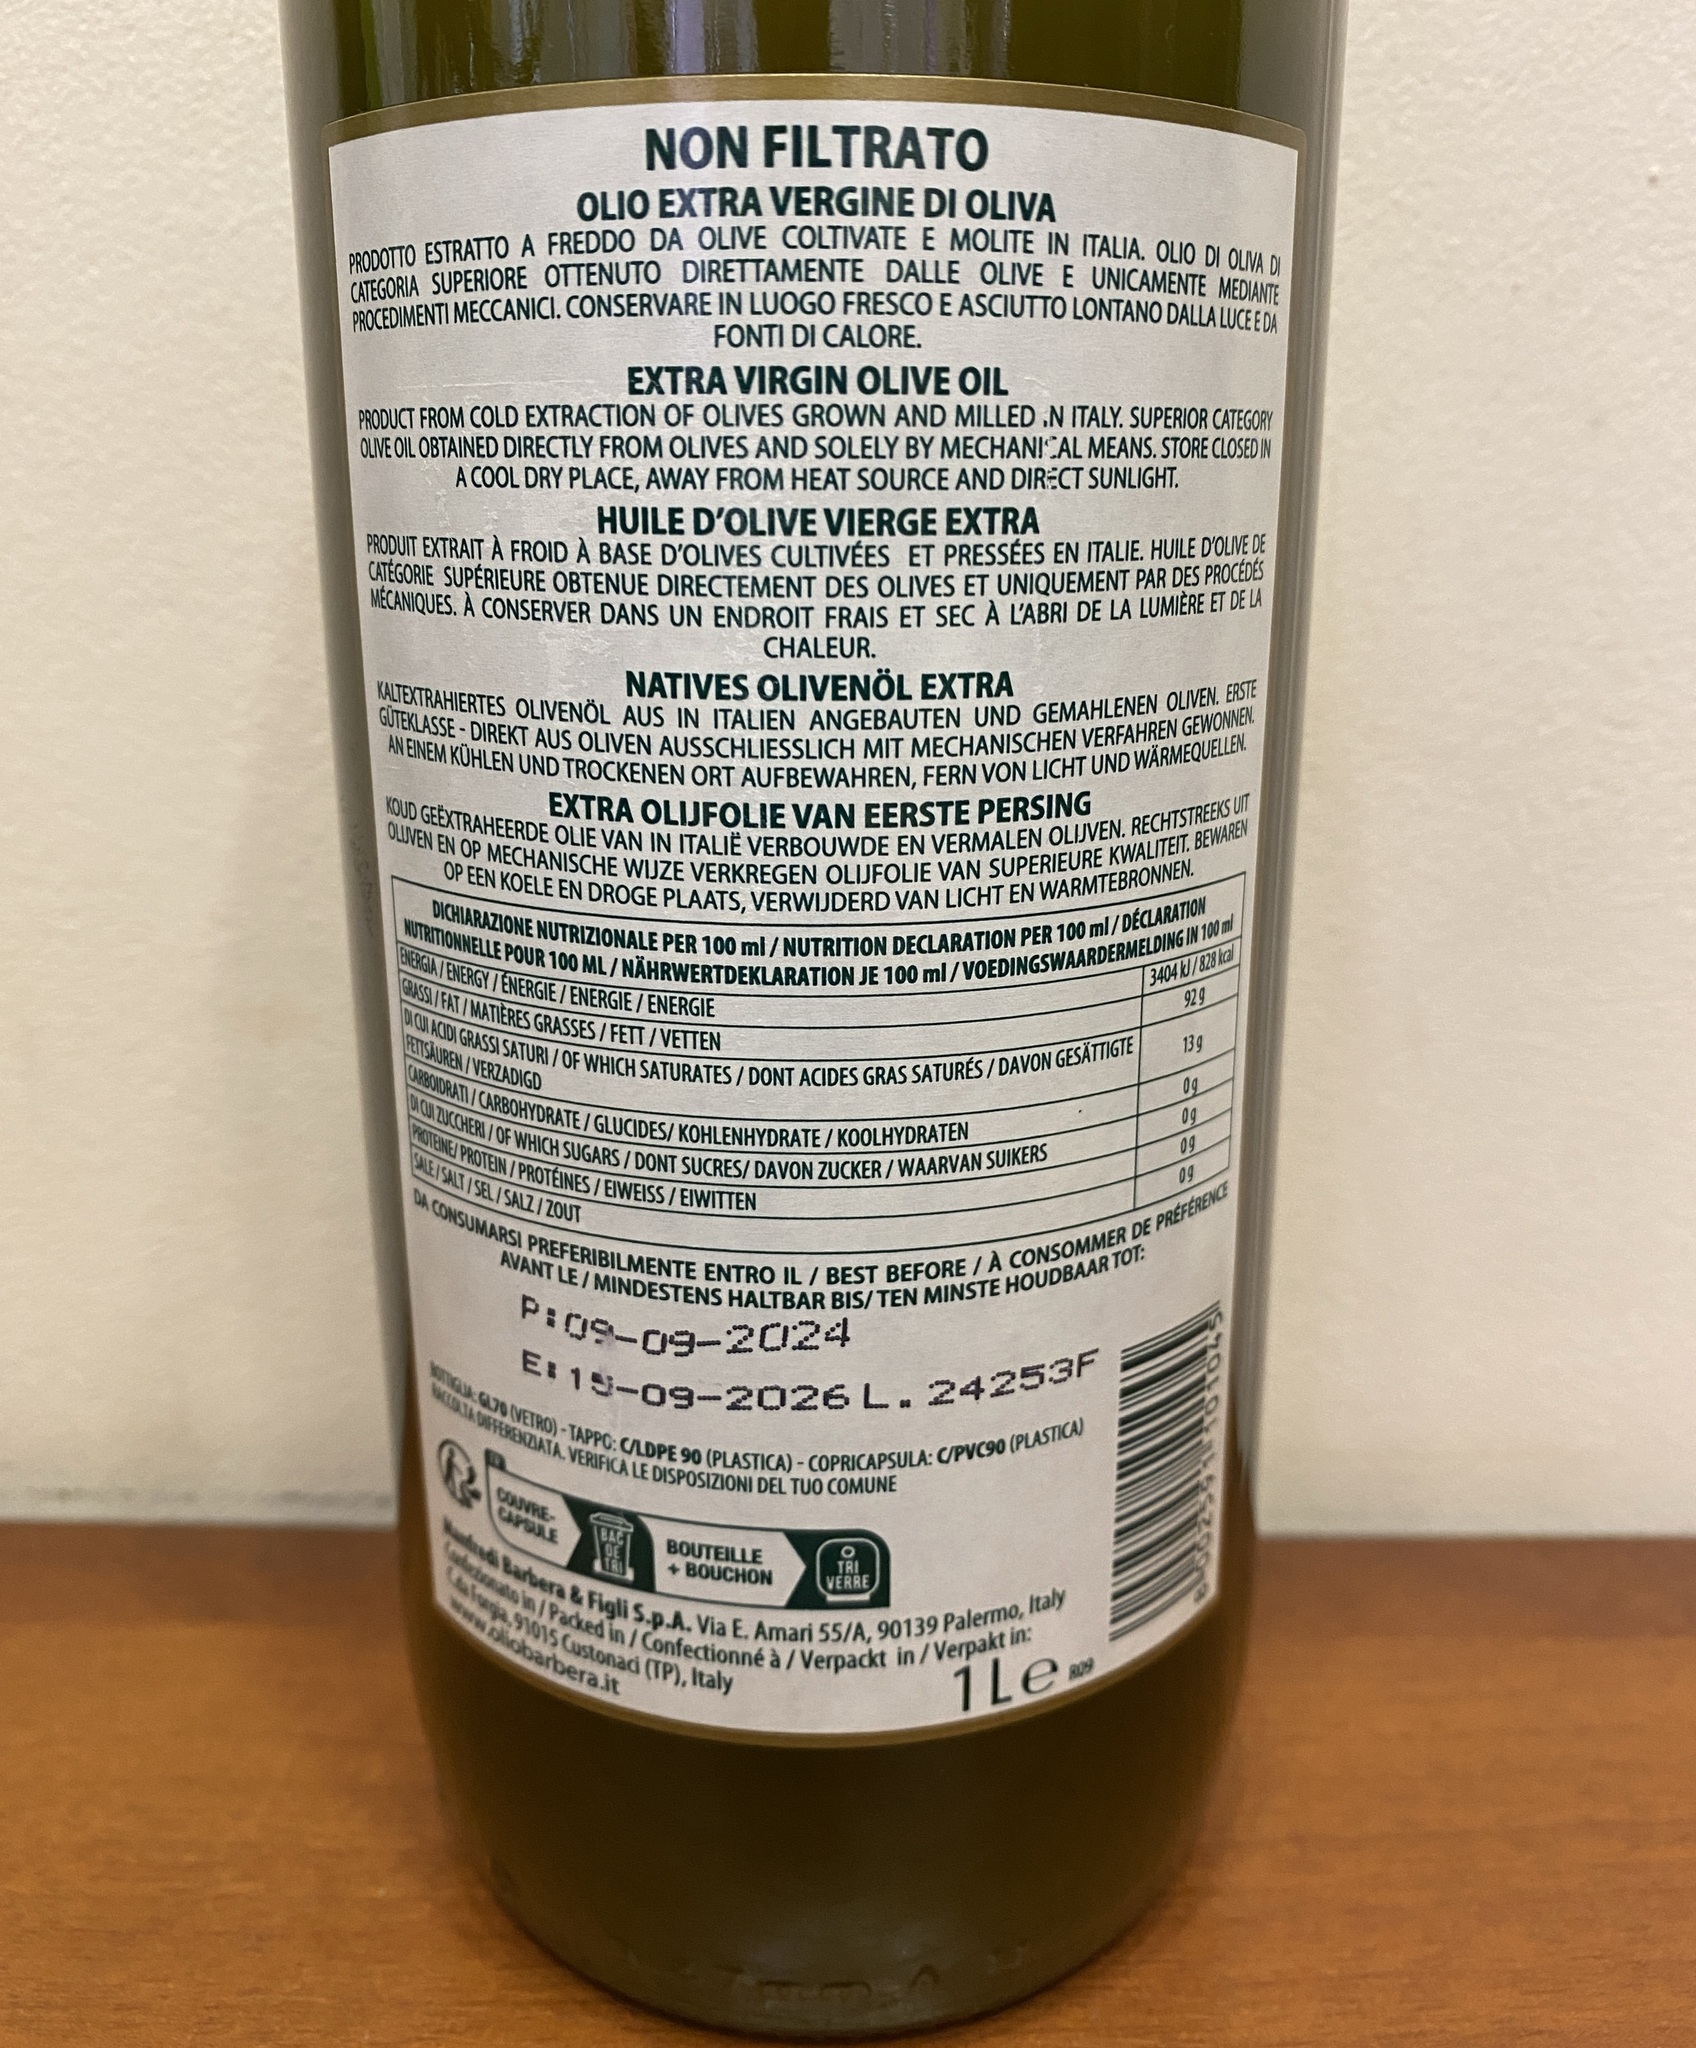 NON FILTRATO
OLIO EXTRA VERGINE DI OLIVA
PRODOTTO ESTRATTO A FREDDO DA OLIVE COLTIVATE E MOLITE IN ITALIA. OLIO DI OLIVA DI
CATEGORIA SUPERIORE OTTENUTO DIRETTAMENTE DALLE OLIVE E UNICAMENTE MEDIANTE
PROCEDIMENTI MECCANICI. CONSERVARE IN LUOGO FRESCO E ASCIUTTO LONTANO DALLA LUCE E DA
FONTI DI CALORE.
EXTRA VIRGIN OLIVE OIL
PRODUCT FROM COLD EXTRACTION OF OLIVES GROWN AND MILLED IN ITALY. SUPERIOR CATEGORY
OLIVE OIL OBTAINED DIRECTLY FROM OLIVES AND SOLELY BY MECHANICAL MEANS. STORE CLOSED IN
A COOL DRY PLACE, AWAY FROM HEAT SOURCE AND DIRECT SUNLIGHT.
HUILE D'OLIVE VIERGE EXTRA
PRODUIT EXTRAIT À FROID À BASE D'OLIVES CULTIVÉES ET PRESSÉES EN ITALIE. HUILE D'OLIVE DE
CATÉGORIE SUPÉRIEURE OBTENUE DIRECTEMENT DES OLIVES ET UNIQUEMENT PAR DES PROCÉDÉS
MÉCANIQUES. À CONSERVER DANS UN ENDROIT FRAIS ET SEC À L'ABRI DE LA LUMIÈRE ET DE LA
CHALEUR.
NATIVES OLIVENÖL EXTRA
KALTEXTRAHIERTES OLIVENÖL AUS IN ITALIEN ANGEBAUTEN UND GEMAHLENEN OLIVEN. ERSTE
GÜTEKLASSE - DIREKT AUS OLIVEN AUSSCHLIESSLICH MIT MECHANISCHEN VERFAHREN GEWONNEN.
AN EINEM KÜHLEN UND TROCKENEN ORT AUFBEWAHREN, FERN VON LICHT UND WÄRMEQUELLEN.
EXTRA OLIJFOLIE VAN EERSTE PERSING
KOUD GEËXTRAHEERDE OLIE VAN IN ITALIË VERBOUWDE EN VERMALEN OLIJVEN. RECHTSTREEKS UIT
OLIJVEN EN OP MECHANISCHE WIJZE VERKREGEN OLIJFOLIE VAN SUPERIEURE KWALITEIT. BEWAREN
OP EEN KOELE EN DROGE PLAATS, VERWIJDERD VAN LICHT EN WARMTEBRONNEN.
DICHIARAZIONE NUTRIZIONALE PER 100 ml / NUTRITION DECLARATION PER 100 ml / DÉCLARATION
NUTRITIONNELLE POUR 100 ML / NÄHRWERTDEKLARATION JE 100 ml / VOEDINGSWAARDERMELDING IN 100 ml
ENERGIA / ENERGY / ÉNERGIE / ENERGIE / ENERGIE 3404 kJ / 828 kcal
GRASSI / FAT / MATIÈRES GRASSES / FETT / VETTEN 92 g
DI CUI ACIDI GRASSI SATURI / OF WHICH SATURATES / DONT ACIDES GRAS SATURÉS / DAVON GESÄTTIGTE
FETTSÄUREN / VERZADIGD 13 g
CARBOIDRATI / CARBOHYDRATE / GLUCIDES/ KOHLENHYDRATE / KOOLHYDRATEN 0 g
DI CUI ZUCCHERI / OF WHICH SUGARS / DONT SUCRES/ DAVON ZUCKER / WAARVAN SUIKERS 0 g
PROTEINE/ PROTEIN / PROTÉINES / EIWEISS / EIWITTEN 0 g
SALE / SALT / SEL / SALZ / ZOUT 0 g
DA CONSUMARSI PREFERIBILMENTE ENTRO IL / BEST BEFORE / À CONSOMMER DE PRÉFÉRENCE
AVANT LE / MINDESTENS HALTBAR BIS/ TEN MINSTE HOUDBAAR TOT:
P:09-09-2024
E: -09-2026 L. 24253F
BOTTIGLIA: GL70 (VETRO) - TAPPO: C/LDPE 90 (PLASTICA) - COPRICAPSULA: C/PVC90 (PLASTICA)
RACCOLTA DIFFERENZIATA. VERIFICA LE DISPOSIZIONI DEL TUO COMUNE
COUVRE-
CAPSULE
BAC
DE
TRI
BOUTEILLE
+ BOUCHON
TRI
VERRE
Manfredi Barbera & Figli S.p.A. Via E. Amari 55/A, 90139 Palermo, Italy
Confezionato in / Packed in / Confectionné à / Verpackt in / Verpakt in:
C.da Forgia, 91015 Custonaci (TP), Italy
www.oliobarbera.it
1 L e